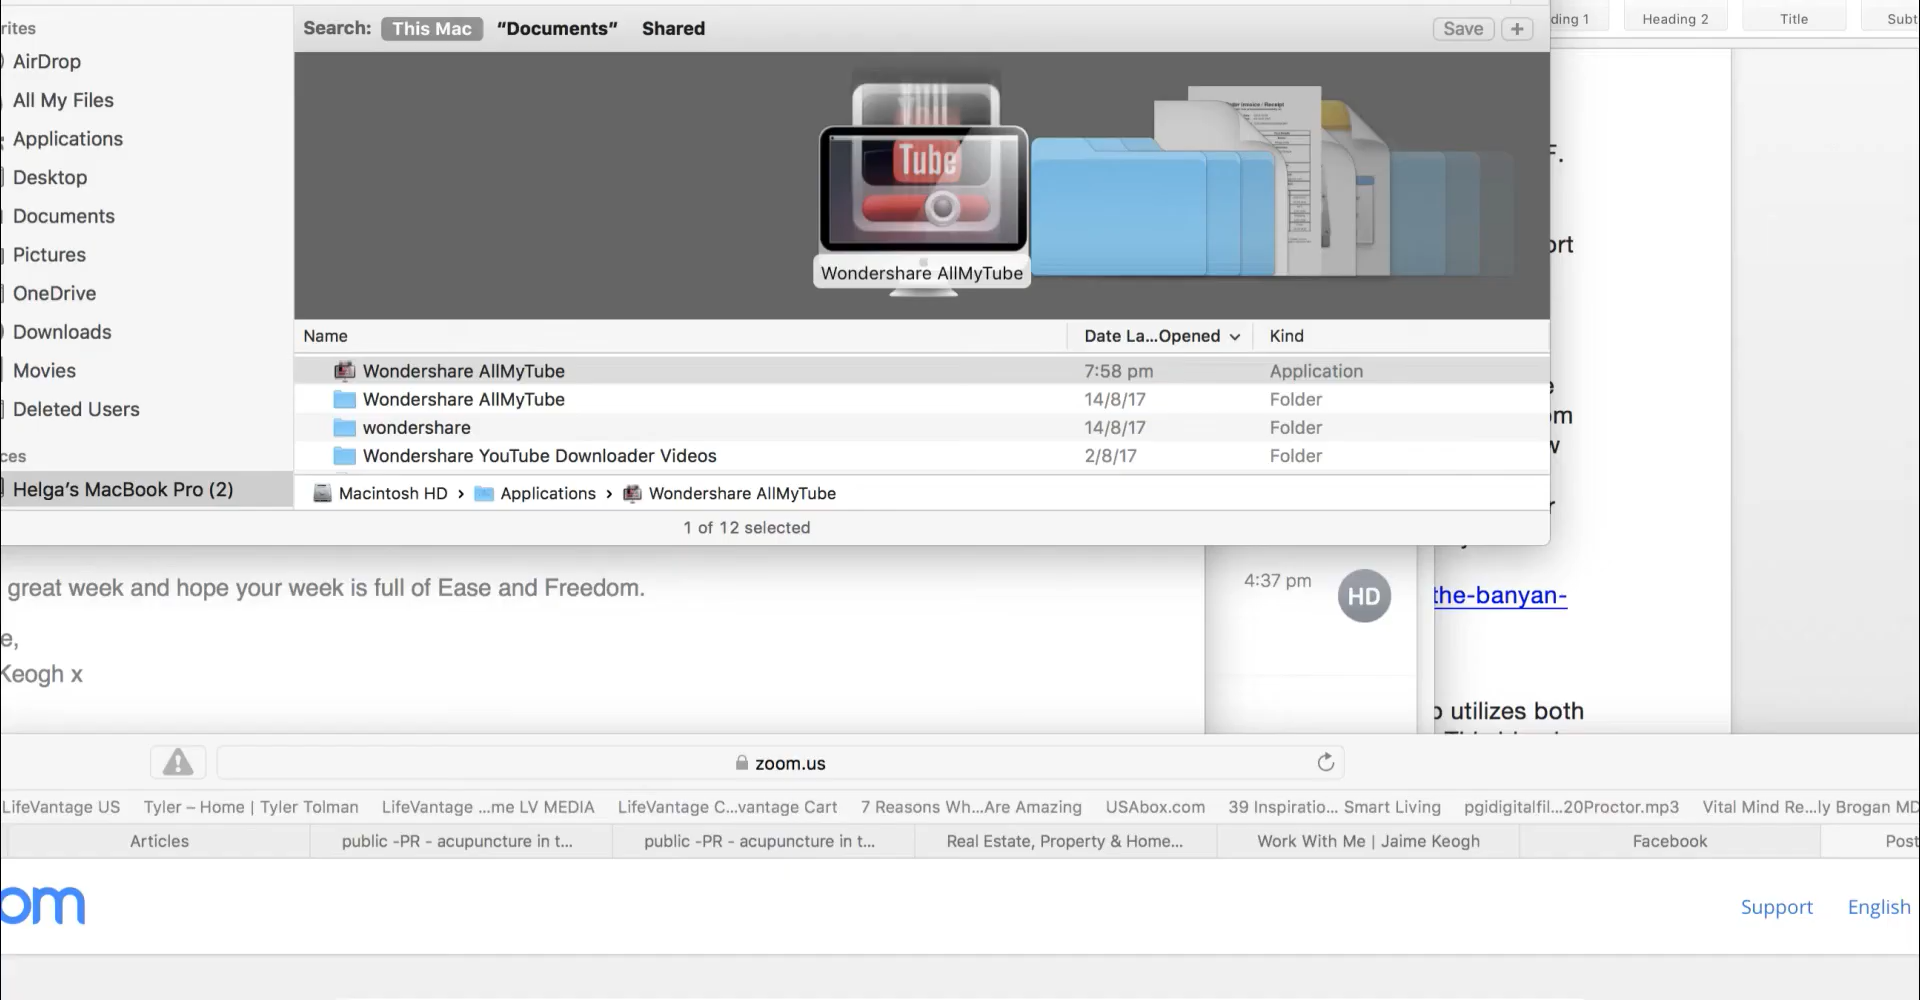 rites
AirDrop
All My Files
Applications
Desktop
Documents
Pictures
OneDrive
Downloads
Movies
Deleted Users
ces
Helga’s MacBook Pro (2)
Search: This Mac “Documents” Shared Save +
Tube
Wondershare AllMyTube
Name Date La...Opened Kind
Wondershare AllMyTube 7:58 pm Application
Wondershare AllMyTube 14/8/17 Folder
wondershare 14/8/17 Folder
Wondershare YouTube Downloader Videos 2/8/17 Folder
Macintosh HD › Applications › Wondershare AllMyTube
1 of 12 selected
ding 1 Heading 2 Title Subt
F.
ort
e
om
w
r
the-banyan-
o utilizes both
great week and hope your week is full of Ease and Freedom.
e,
Keogh x
4:37 pm HD
zoom.us
LifeVantage US Tyler – Home | Tyler Tolman LifeVantage ...me LV MEDIA LifeVantage C...vantage Cart 7 Reasons Wh...Are Amazing USAbox.com 39 Inspiratio... Smart Living pgidigitalfil...20Proctor.mp3 Vital Mind Re...ly Brogan MD
Articles public -PR - acupuncture in t... public -PR - acupuncture in t... Real Estate, Property & Home... Work With Me | Jaime Keogh Facebook Post
om Support English